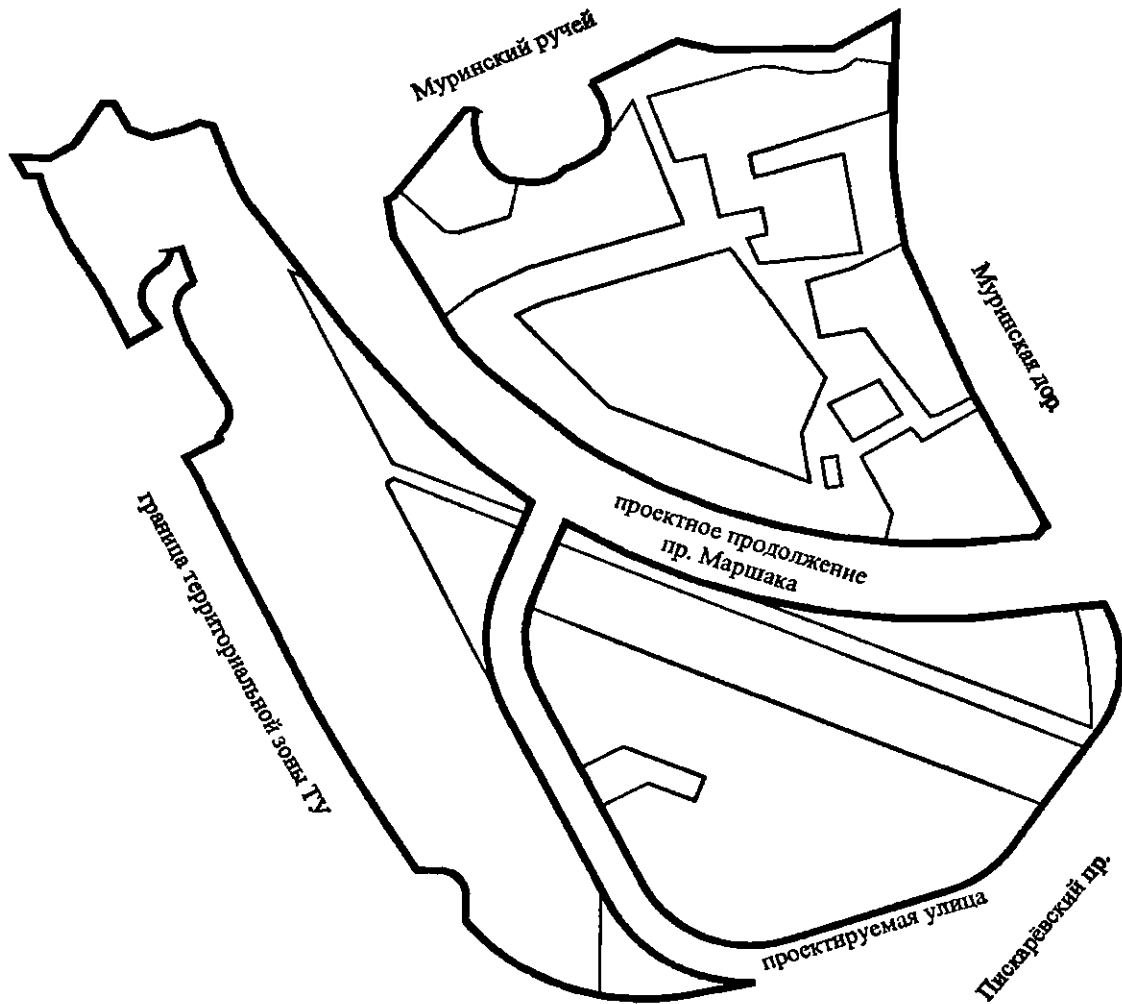 Муринский ручей
Муринская дор.
граница территориальной зоны ТУ
проектное продолжение
пр. Маршака
проектируемая улица
Пискарёвский пр.